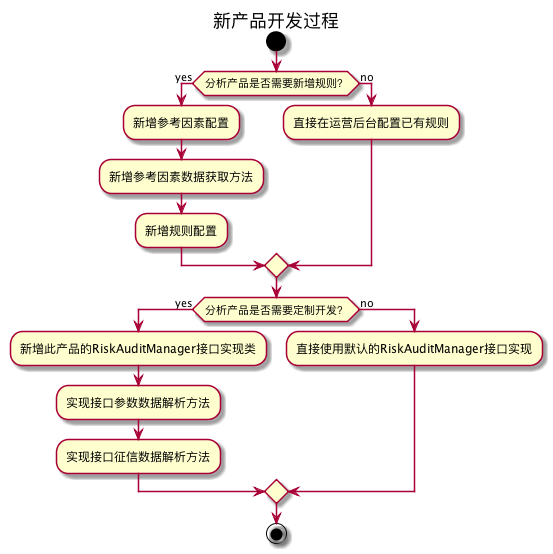 新产品开发过程
分析产品是否需要新增规则?
yes
no
新增参考因素配置
直接在运营后台配置已有规则
新增参考因素数据获取方法
新增规则配置
分析产品是否需要定制开发?
yes
no
新增此产品的RiskAuditManager接口实现类
直接使用默认的RiskAuditManager接口实现
实现接口参数数据解析方法
实现接口征信数据解析方法